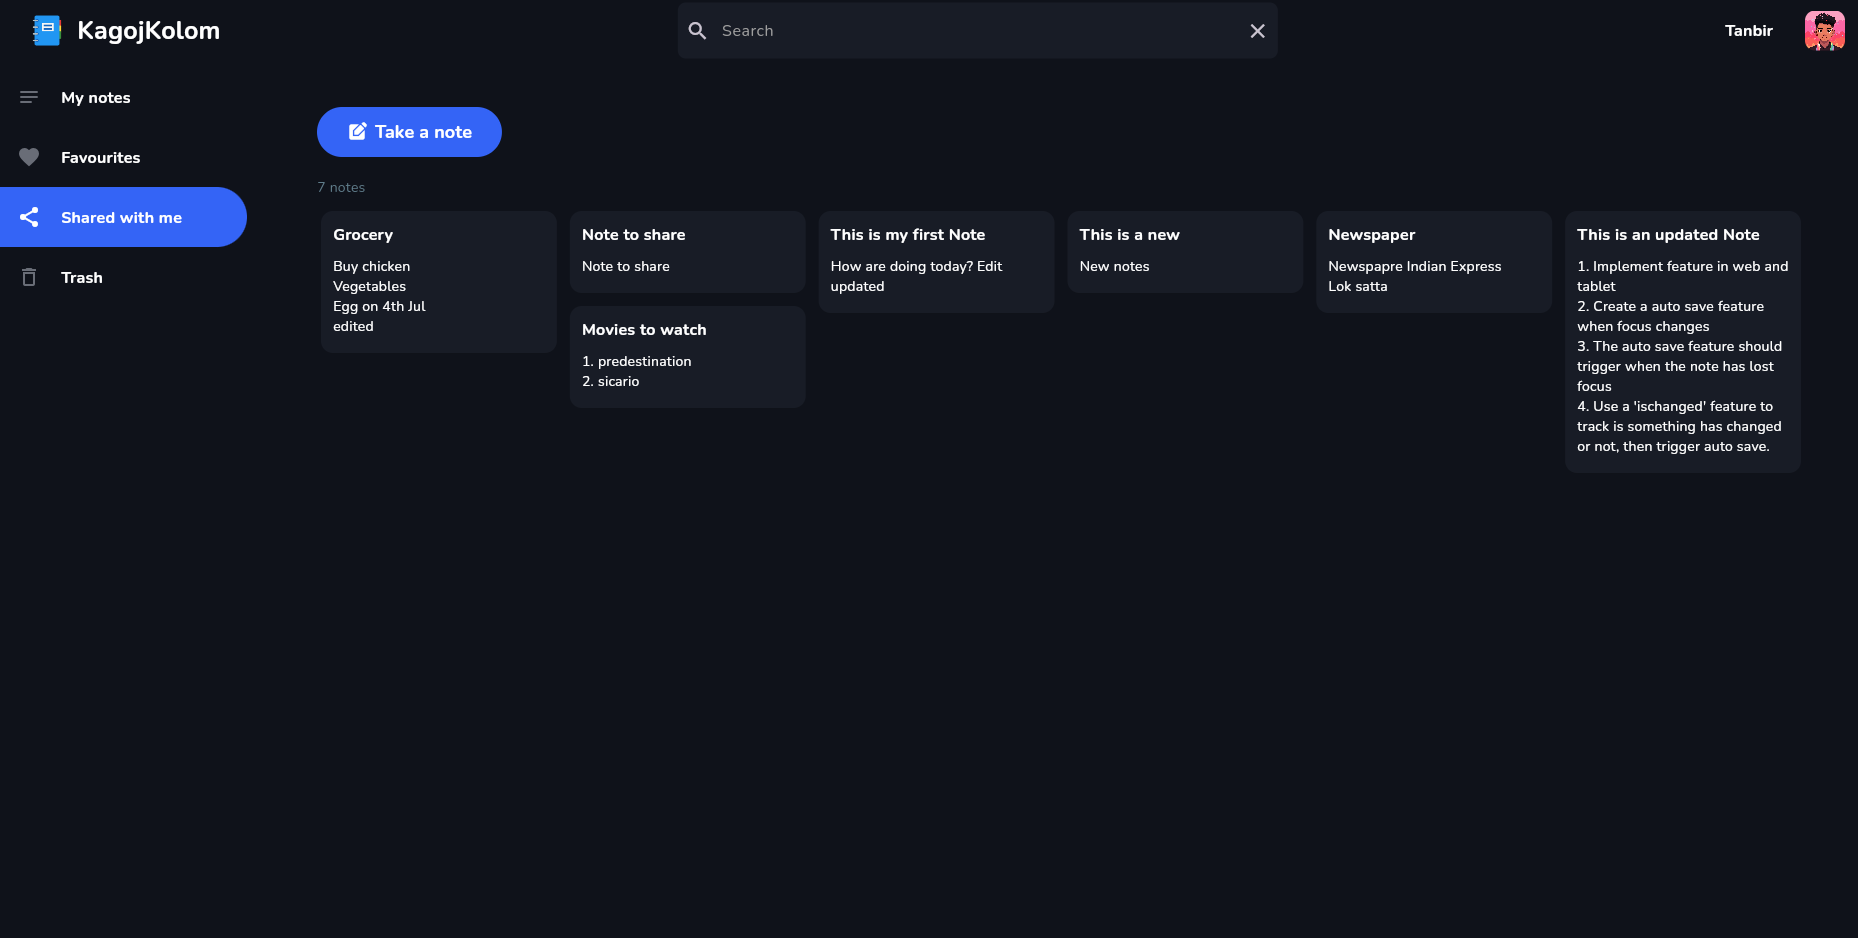 KagojKolom
Search
Tanbir
My notes
Favourites
Shared with me
Trash
Take a note
7 notes
Grocery
Buy chicken
Vegetables
Egg on 4th Jul
edited
Note to share
Note to share
Movies to watch
1. predestination
2. sicario
This is my first Note
How are doing today? Edit
updated
This is a new
New notes
Newspaper
Newspapre Indian Express
Lok satta
This is an updated Note
1. Implement feature in web and
tablet
2. Create a auto save feature
when focus changes
3. The auto save feature should
trigger when the note has lost
focus
4. Use a 'ischanged' feature to
track is something has changed
or not, then trigger auto save.